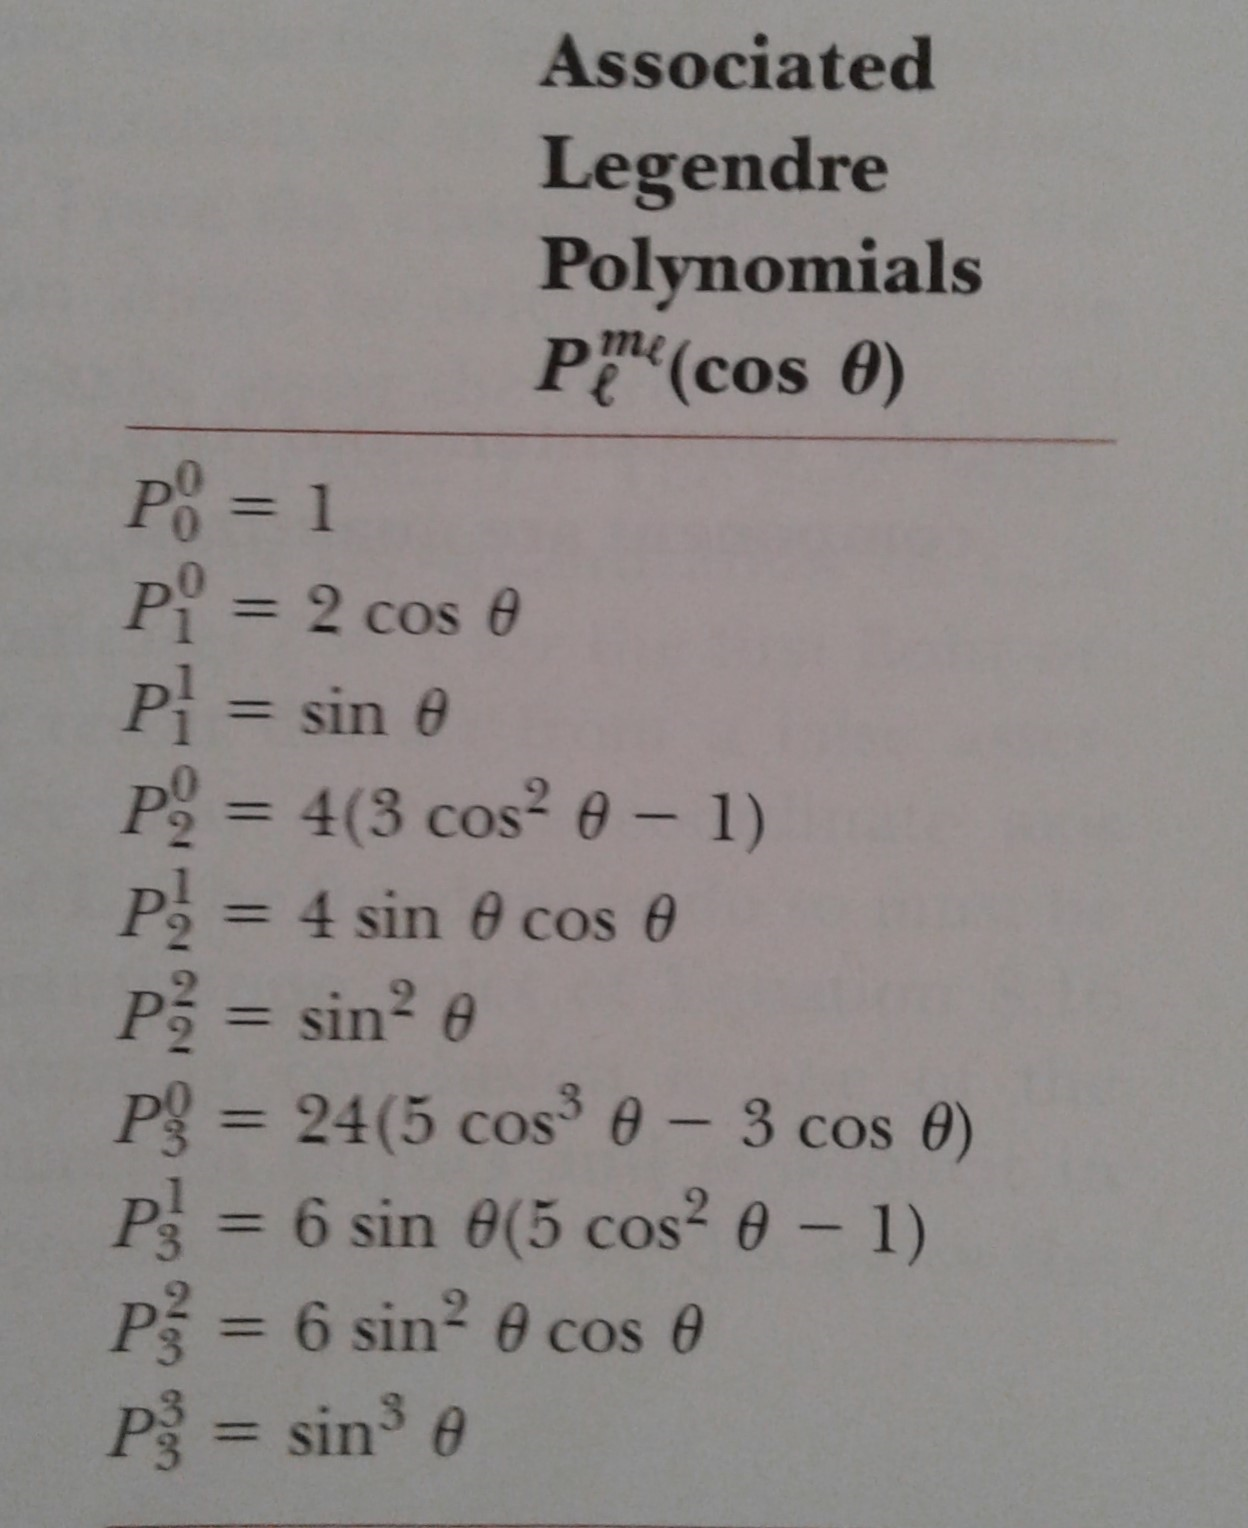 Associated
Legendre
Polynomials
P_ℓ^{m_ℓ}(cos θ)
P_0^0 = 1
P_1^0 = 2 cos θ
P_1^1 = sin θ
P_2^0 = 4(3 cos² θ − 1)
P_2^1 = 4 sin θ cos θ
P_2^2 = sin² θ
P_3^0 = 24(5 cos³ θ − 3 cos θ)
P_3^1 = 6 sin θ(5 cos² θ − 1)
P_3^2 = 6 sin² θ cos θ
P_3^3 = sin³ θ